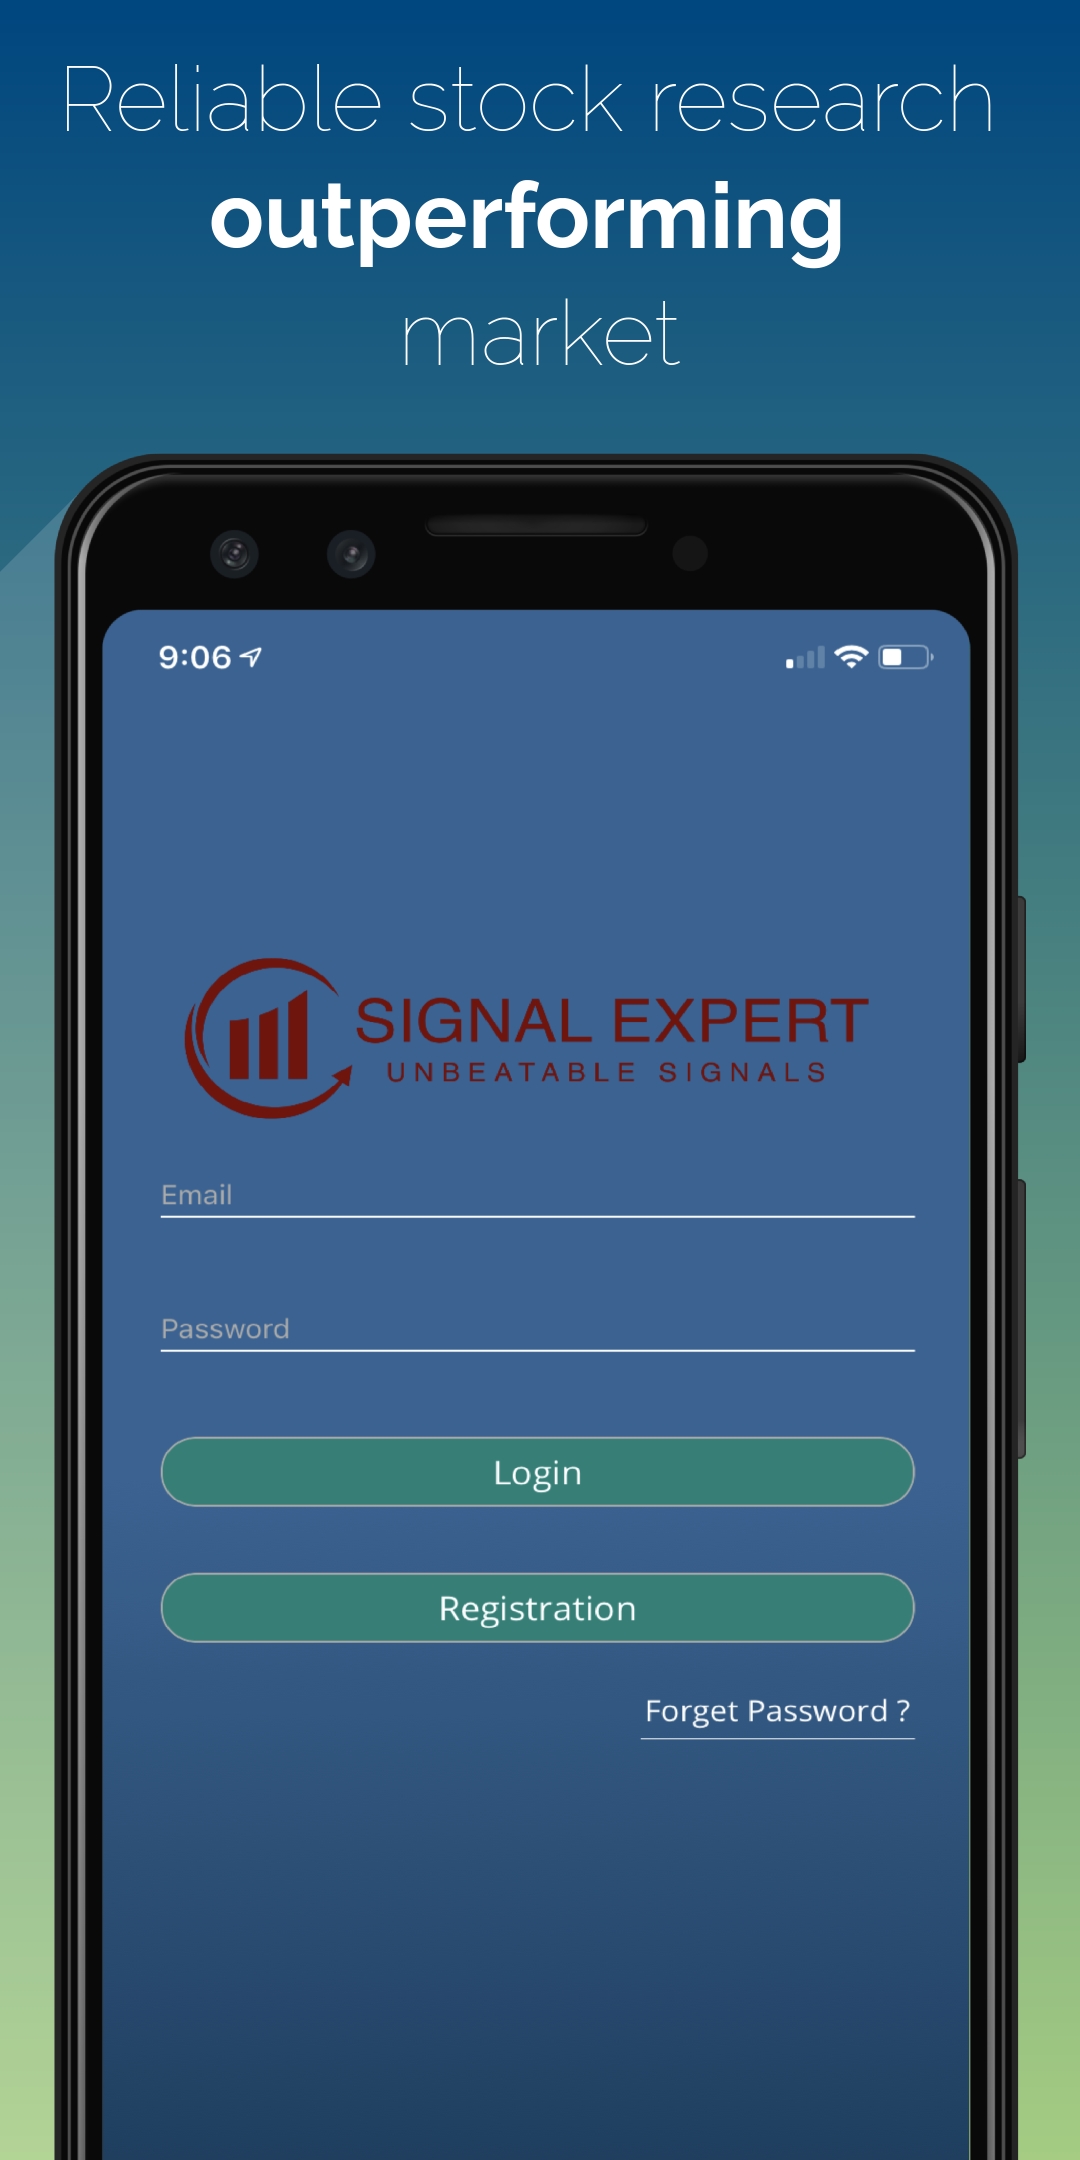 Reliable stock research
outperforming
market
9:06
SIGNAL EXPERT
UNBEATABLE SIGNALS
Email
Password
Login
Registration
Forget Password ?